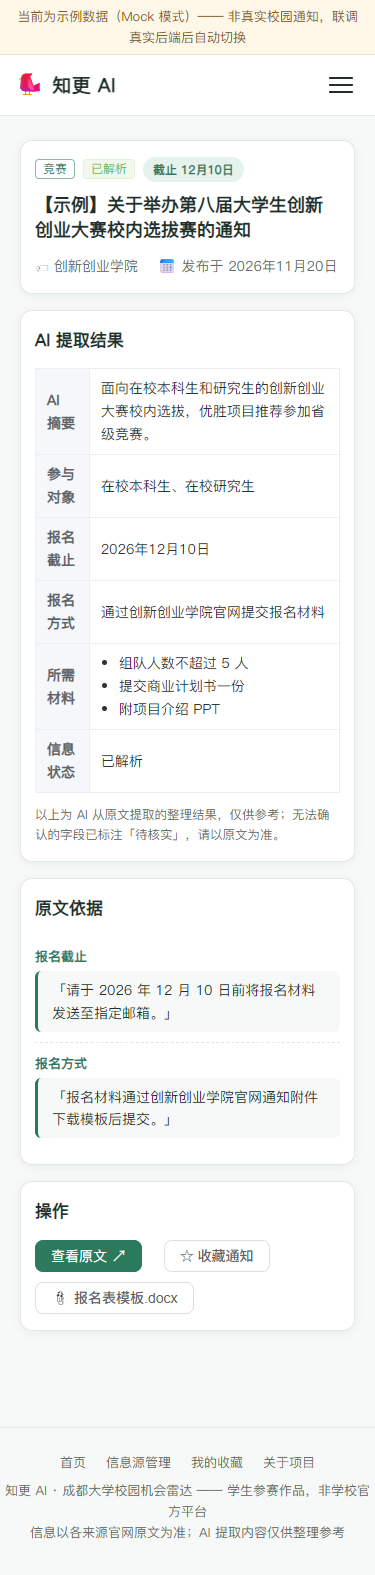 当前为示例数据（Mock 模式）—— 非真实校园通知，联调
真实后端后自动切换
知更 AI
竞赛 已解析 截止 12月10日
【示例】关于举办第八届大学生创新
创业大赛校内选拔赛的通知
创新创业学院 发布于 2026年11月20日
AI 提取结果
AI
摘要
面向在校本科生和研究生的创新创业
大赛校内选拔，优胜项目推荐参加省
级竞赛。
参与
对象
在校本科生、在校研究生
报名
截止
2026年12月10日
报名
方式
通过创新创业学院官网提交报名材料
所需
材料
• 组队人数不超过 5 人
• 提交商业计划书一份
• 附项目介绍 PPT
信息
状态
已解析
以上为 AI 从原文提取的整理结果，仅供参考；无法确
认的字段已标注「待核实」，请以原文为准。
原文依据
报名截止
「请于 2026 年 12 月 10 日前将报名材料
发送至指定邮箱。」
报名方式
「报名材料通过创新创业学院官网通知附件
下载模板后提交。」
操作
查看原文 ↗ ☆ 收藏通知
报名表模板.docx
首页 信息源管理 我的收藏 关于项目
知更 AI · 成都大学校园机会雷达 —— 学生参赛作品，非学校官
方平台
信息以各来源官网原文为准；AI 提取内容仅供整理参考